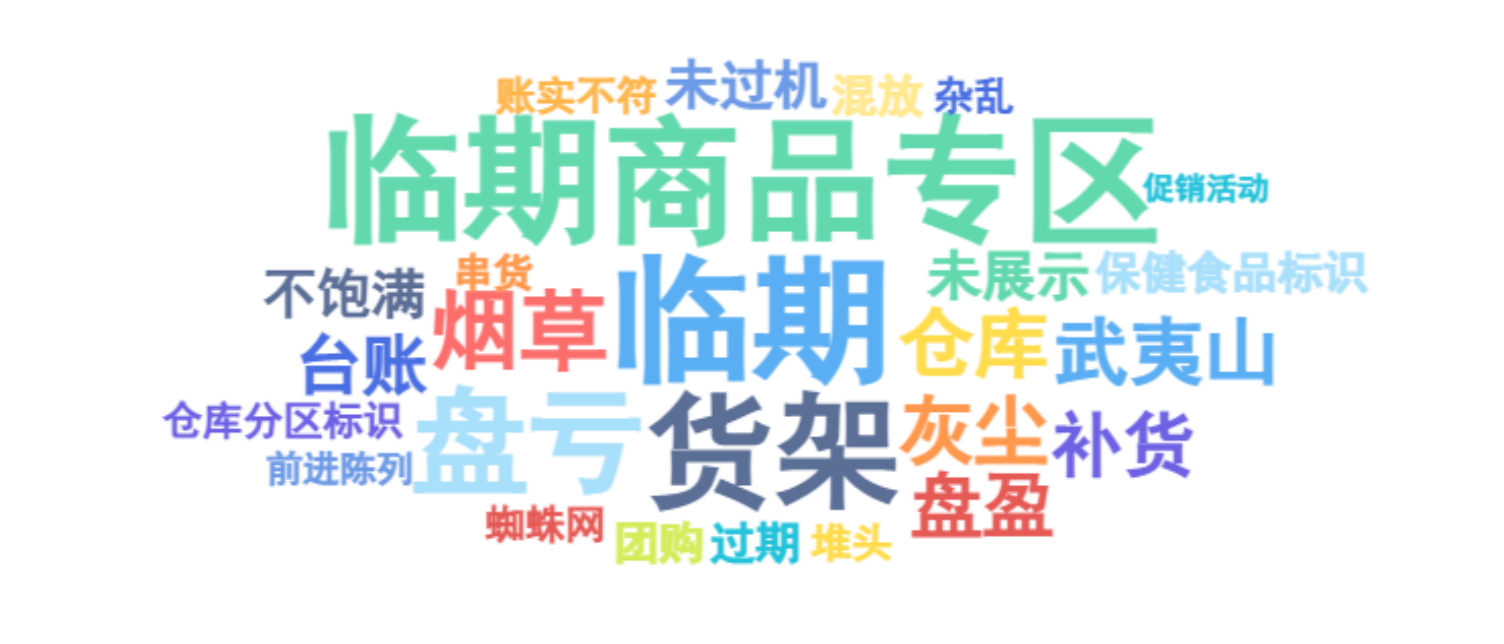 账实不符 未过机 混放 杂乱
临期商品专区
促销活动
不饱满 串货 未展示 保健食品标识
烟草 临期 仓库 武夷山
台账
仓库分区标识 盘亏 货架 灰尘 补货
前进陈列
盘盈
蜘蛛网 团购 过期 堆头